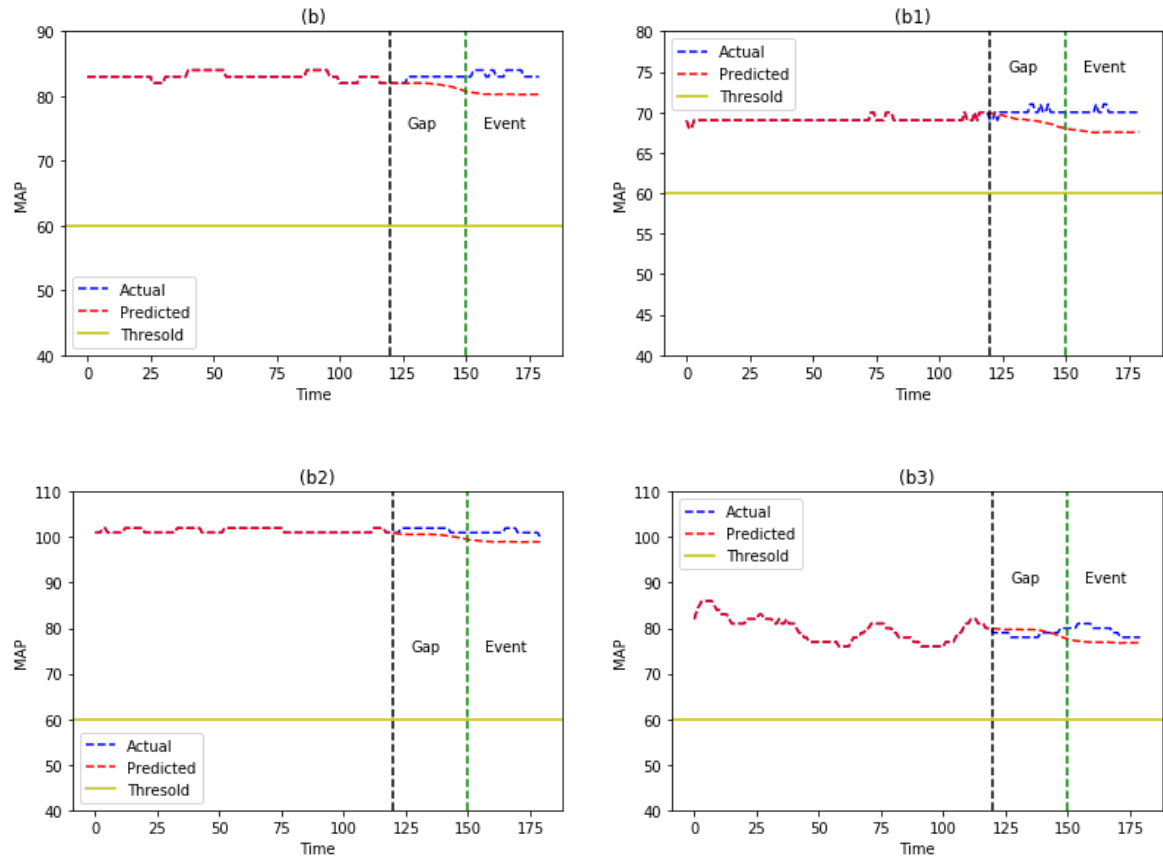 (b)
90
80
70
60
50
40
MAP
Gap
Event
Actual
Predicted
Thresold
0 25 50 75 100 125 150 175
Time
(b1)
80
75
70
65
60
55
50
45
40
MAP
Actual
Predicted
Thresold
Gap
Event
0 25 50 75 100 125 150 175
Time
(b2)
110
100
90
80
70
60
50
40
MAP
Gap
Event
Actual
Predicted
Thresold
0 25 50 75 100 125 150 175
Time
(b3)
110
100
90
80
70
60
50
40
MAP
Actual
Predicted
Thresold
Gap
Event
0 25 50 75 100 125 150 175
Time